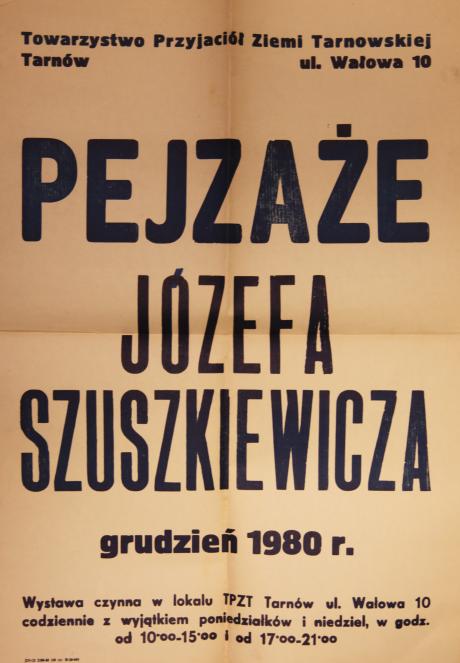 Towarzystwo Przyjaciół Ziemi Tarnowskiej
Tarnów ul. Wałowa 10
PEJZAŻE
JÓZEFA
SZUSZKIEWICZA
grudzień 1980 r.
Wystawa czynna w lokalu TPZT Tarnów ul. Wałowa 10
codziennie z wyjątkiem poniedziałków i niedziel, w godz.
od 10·00-15·00 i od 17·00-21·00